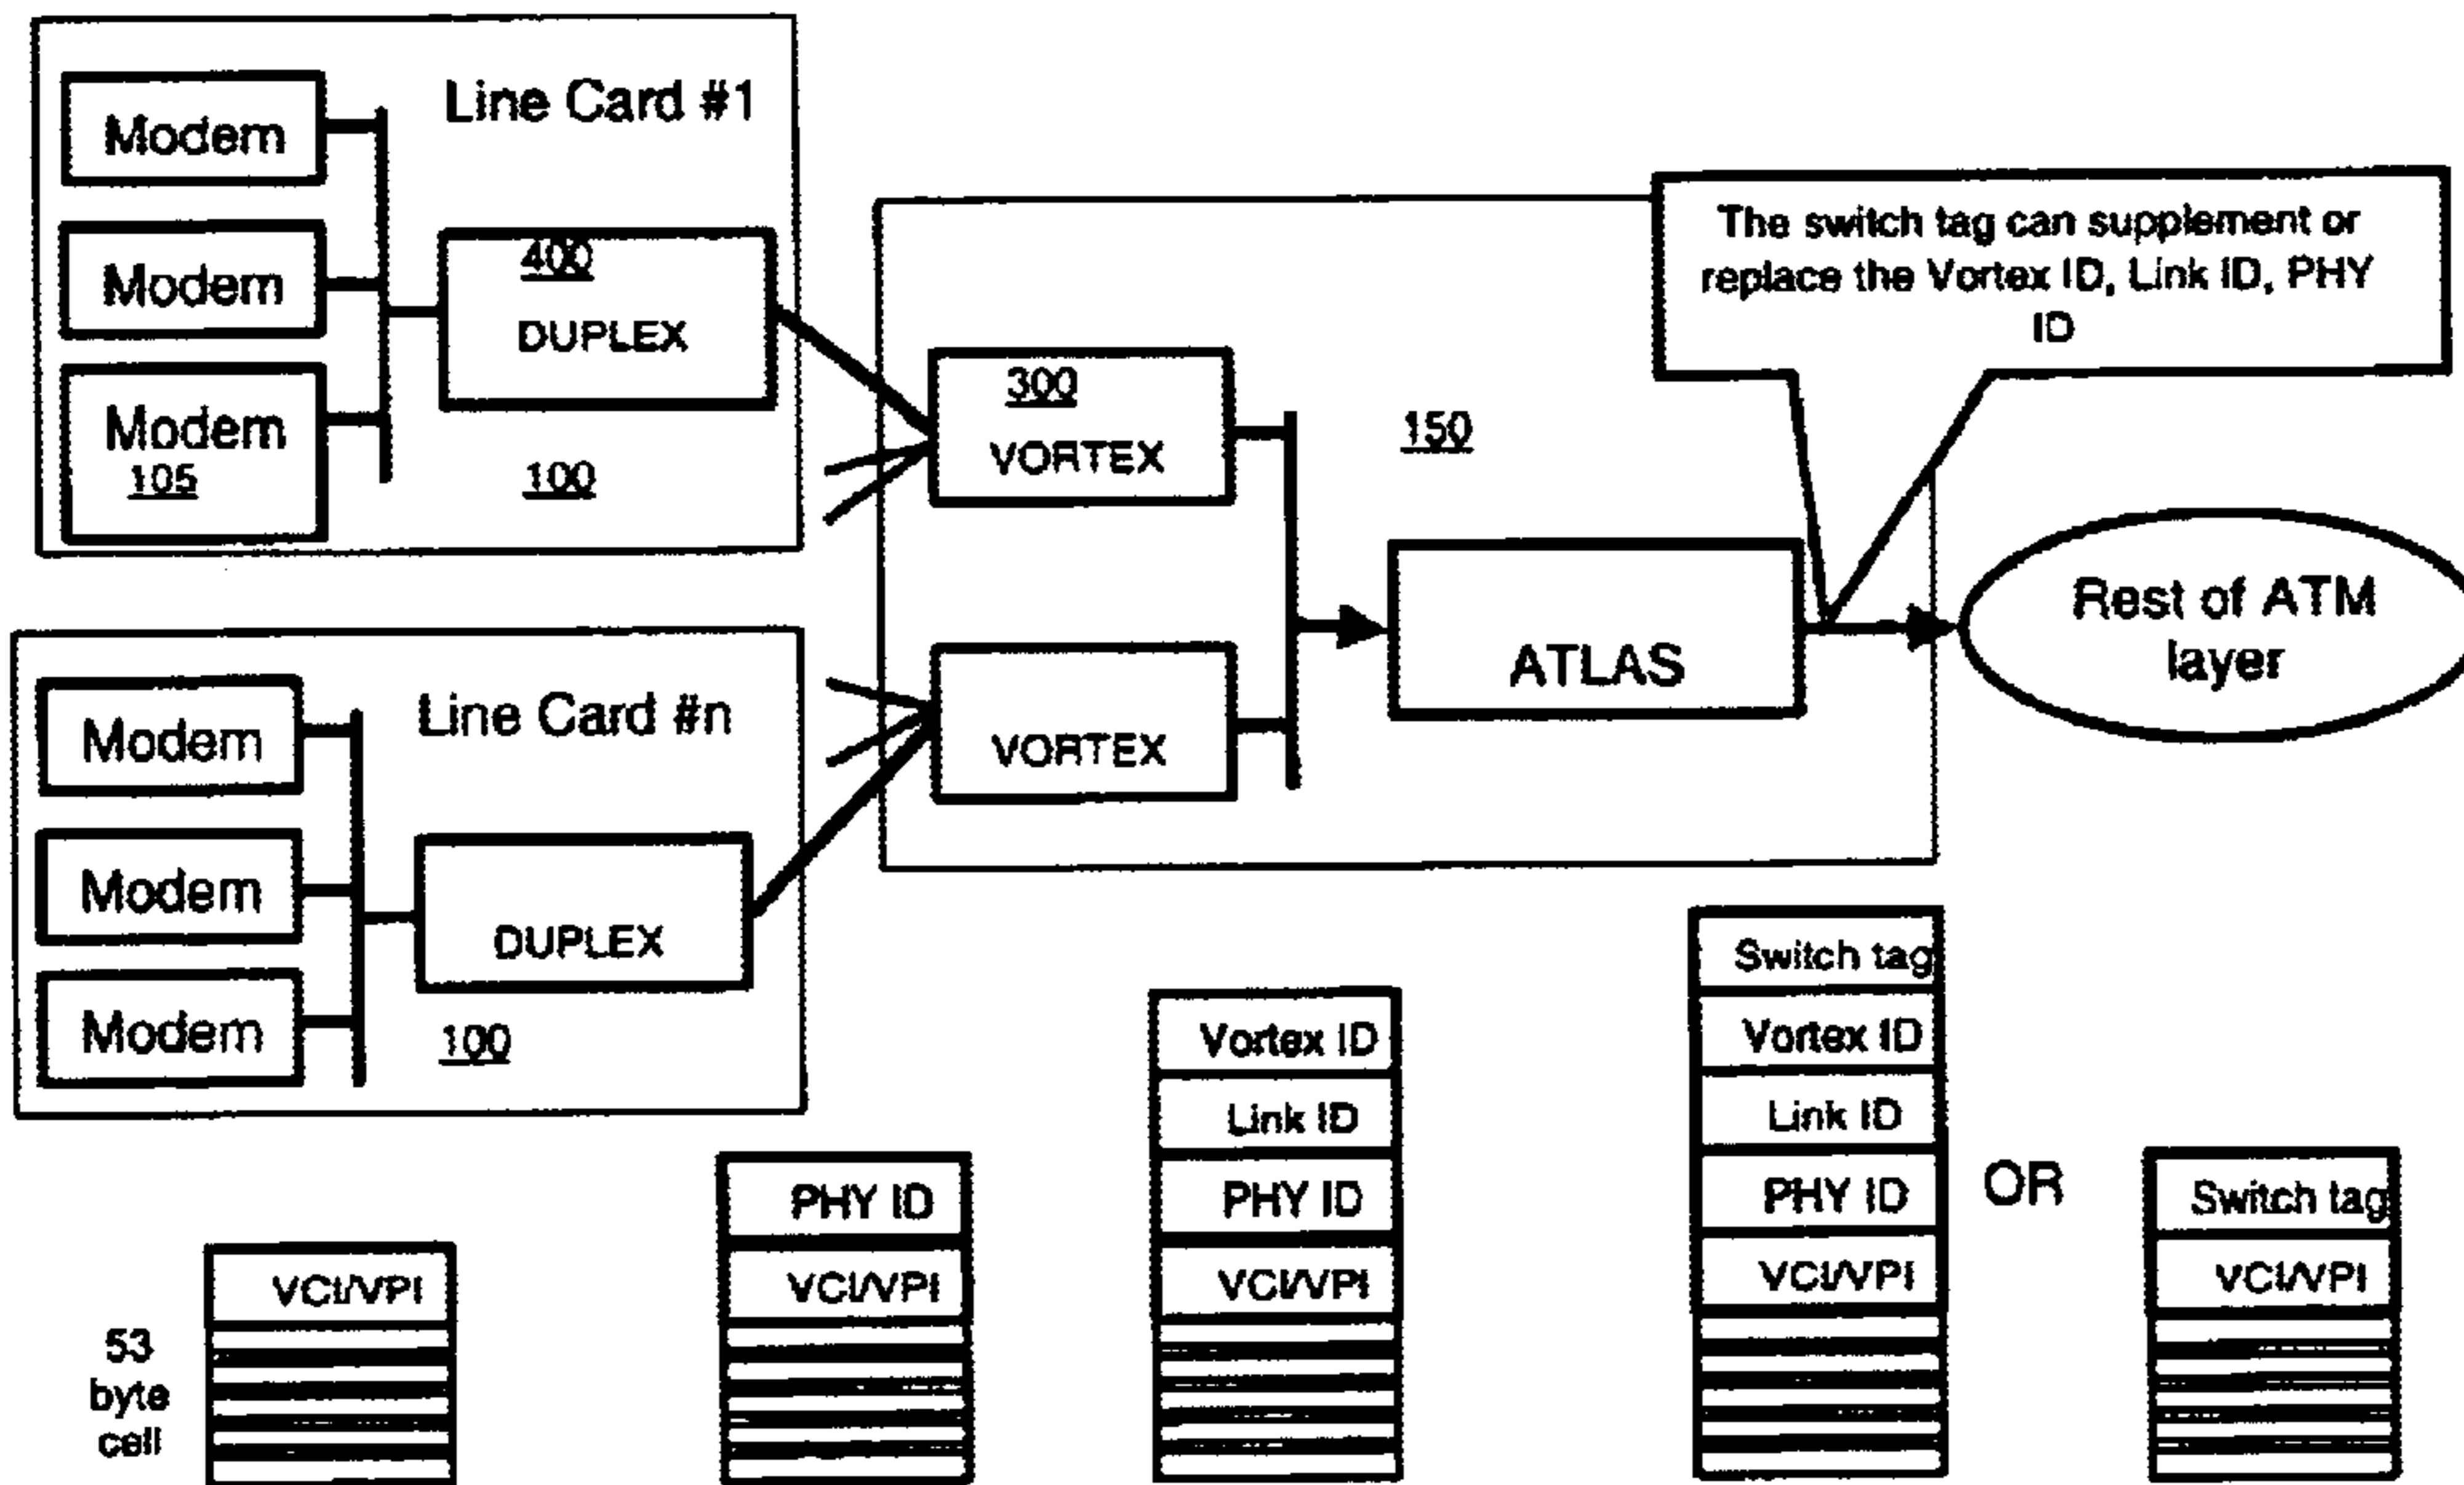 Line Card #1
Modem
Modem
Modem
105
400
DUPLEX
100
The switch tag can supplement or
replace the Vortex ID, Link ID, PHY
ID
300
VORTEX
150
VORTEX
ATLAS
Rest of ATM
layer
Line Card #n
Modem
Modem
Modem
DUPLEX
100
53
byte
cell
VCI/VPI
PHY ID
VCI/VPI
Vortex ID
Link ID
PHY ID
VCI/VPI
Switch tag
Vortex ID
Link ID
PHY ID
VCI/VPI
OR
Switch tag
VCI/VPI